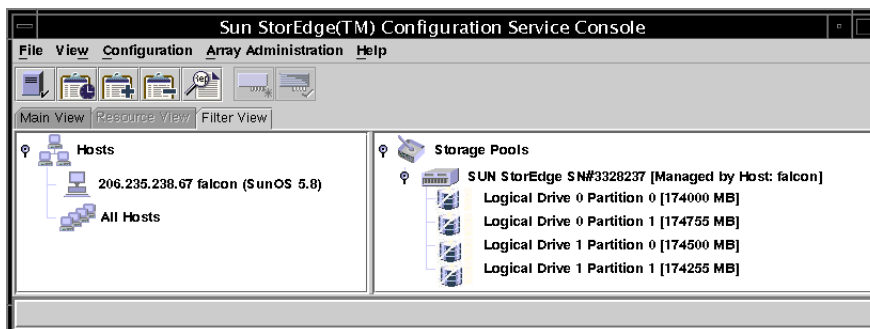 Sun StorEdge(TM) Configuration Service Console
File View Configuration Array Administration Help
Main View Resource View Filter View
Hosts
206.235.238.67 falcon (SunOS 5.8)
All Hosts
Storage Pools
SUN StorEdge SN#3328237 [Managed by Host: falcon]
Logical Drive 0 Partition 0 [174000 MB]
Logical Drive 0 Partition 1 [174755 MB]
Logical Drive 1 Partition 0 [174500 MB]
Logical Drive 1 Partition 1 [174255 MB]